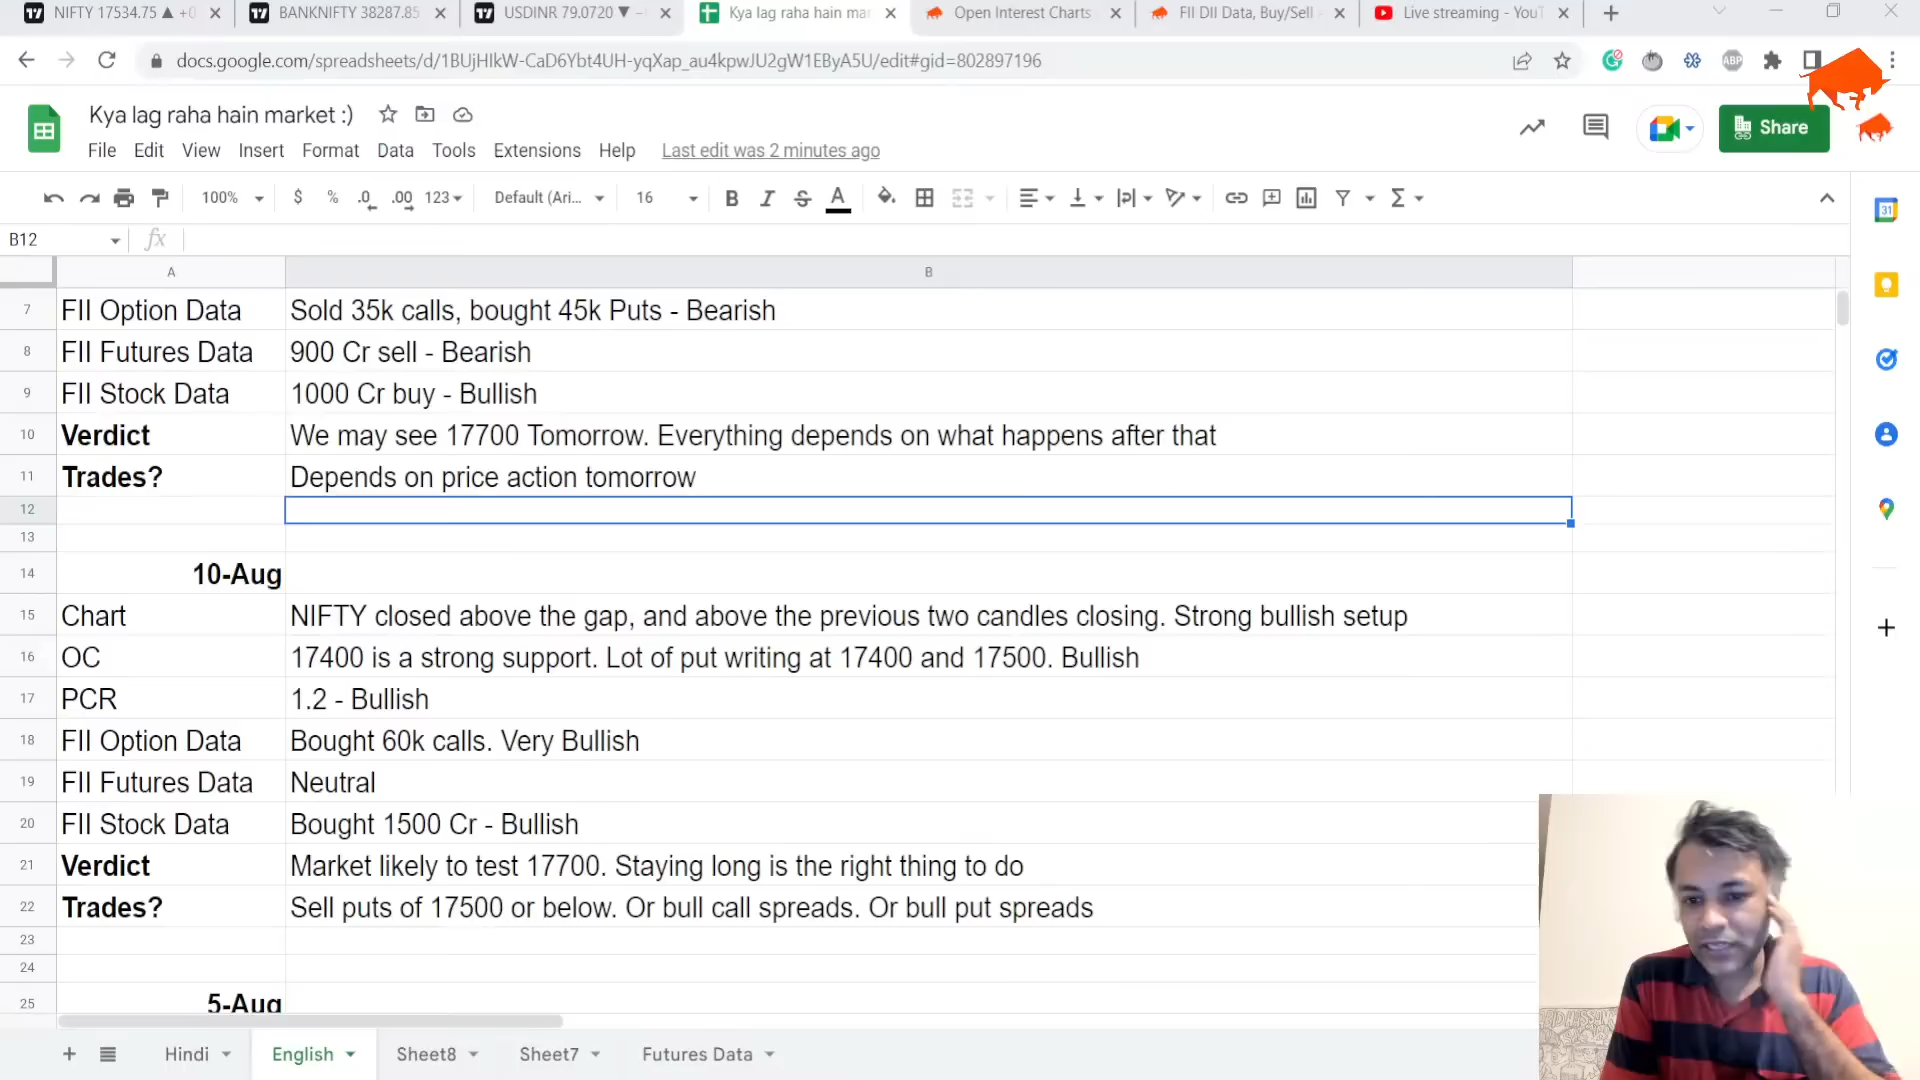 NIFTY 17534.75 ▲ +0
BANKNIFTY 38287.85
USDINR 79.0720 ▼ −
Kya lag raha hain mar
Open Interest Charts
FII DII Data, Buy/Sell
Live streaming - YouT
docs.google.com/spreadsheets/d/1BUjHIkW-CaD6Ybt4UH-yqXap_au4kpwJU2gW1EByA5U/edit#gid=802897196
ABP
Kya lag raha hain market :)
Share
File Edit View Insert Format Data Tools Extensions Help Last edit was 2 minutes ago
100% $ % .0 .00 123 Default (Ari... 16 B I S A
31
B12 fx
A B
7 FII Option Data Sold 35k calls, bought 45k Puts - Bearish
8 FII Futures Data 900 Cr sell - Bearish
9 FII Stock Data 1000 Cr buy - Bullish
10 Verdict We may see 17700 Tomorrow. Everything depends on what happens after that
11 Trades? Depends on price action tomorrow
12
13
14 10-Aug
15 Chart NIFTY closed above the gap, and above the previous two candles closing. Strong bullish setup
16 OC 17400 is a strong support. Lot of put writing at 17400 and 17500. Bullish
17 PCR 1.2 - Bullish
18 FII Option Data Bought 60k calls. Very Bullish
19 FII Futures Data Neutral
20 FII Stock Data Bought 1500 Cr - Bullish
21 Verdict Market likely to test 17700. Staying long is the right thing to do
22 Trades? Sell puts of 17500 or below. Or bull call spreads. Or bull put spreads
23
24
25 5-Aug
Hindi English Sheet8 Sheet7 Futures Data